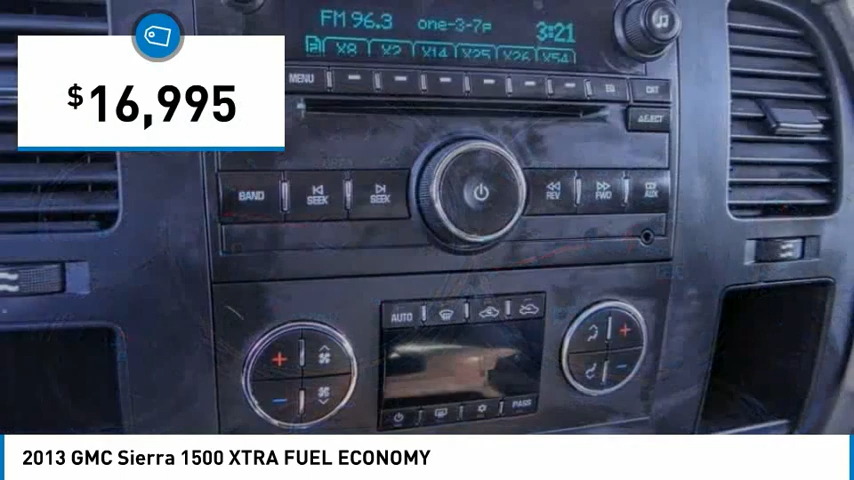 $16,995
FM 96.3 one-3-7p 3:21
X8 X2 X14 X25 X26 X54
MENU
BAND SEEK SEEK REV FWD CD/AUX
AUTO
PASS
2013 GMC Sierra 1500 XTRA FUEL ECONOMY